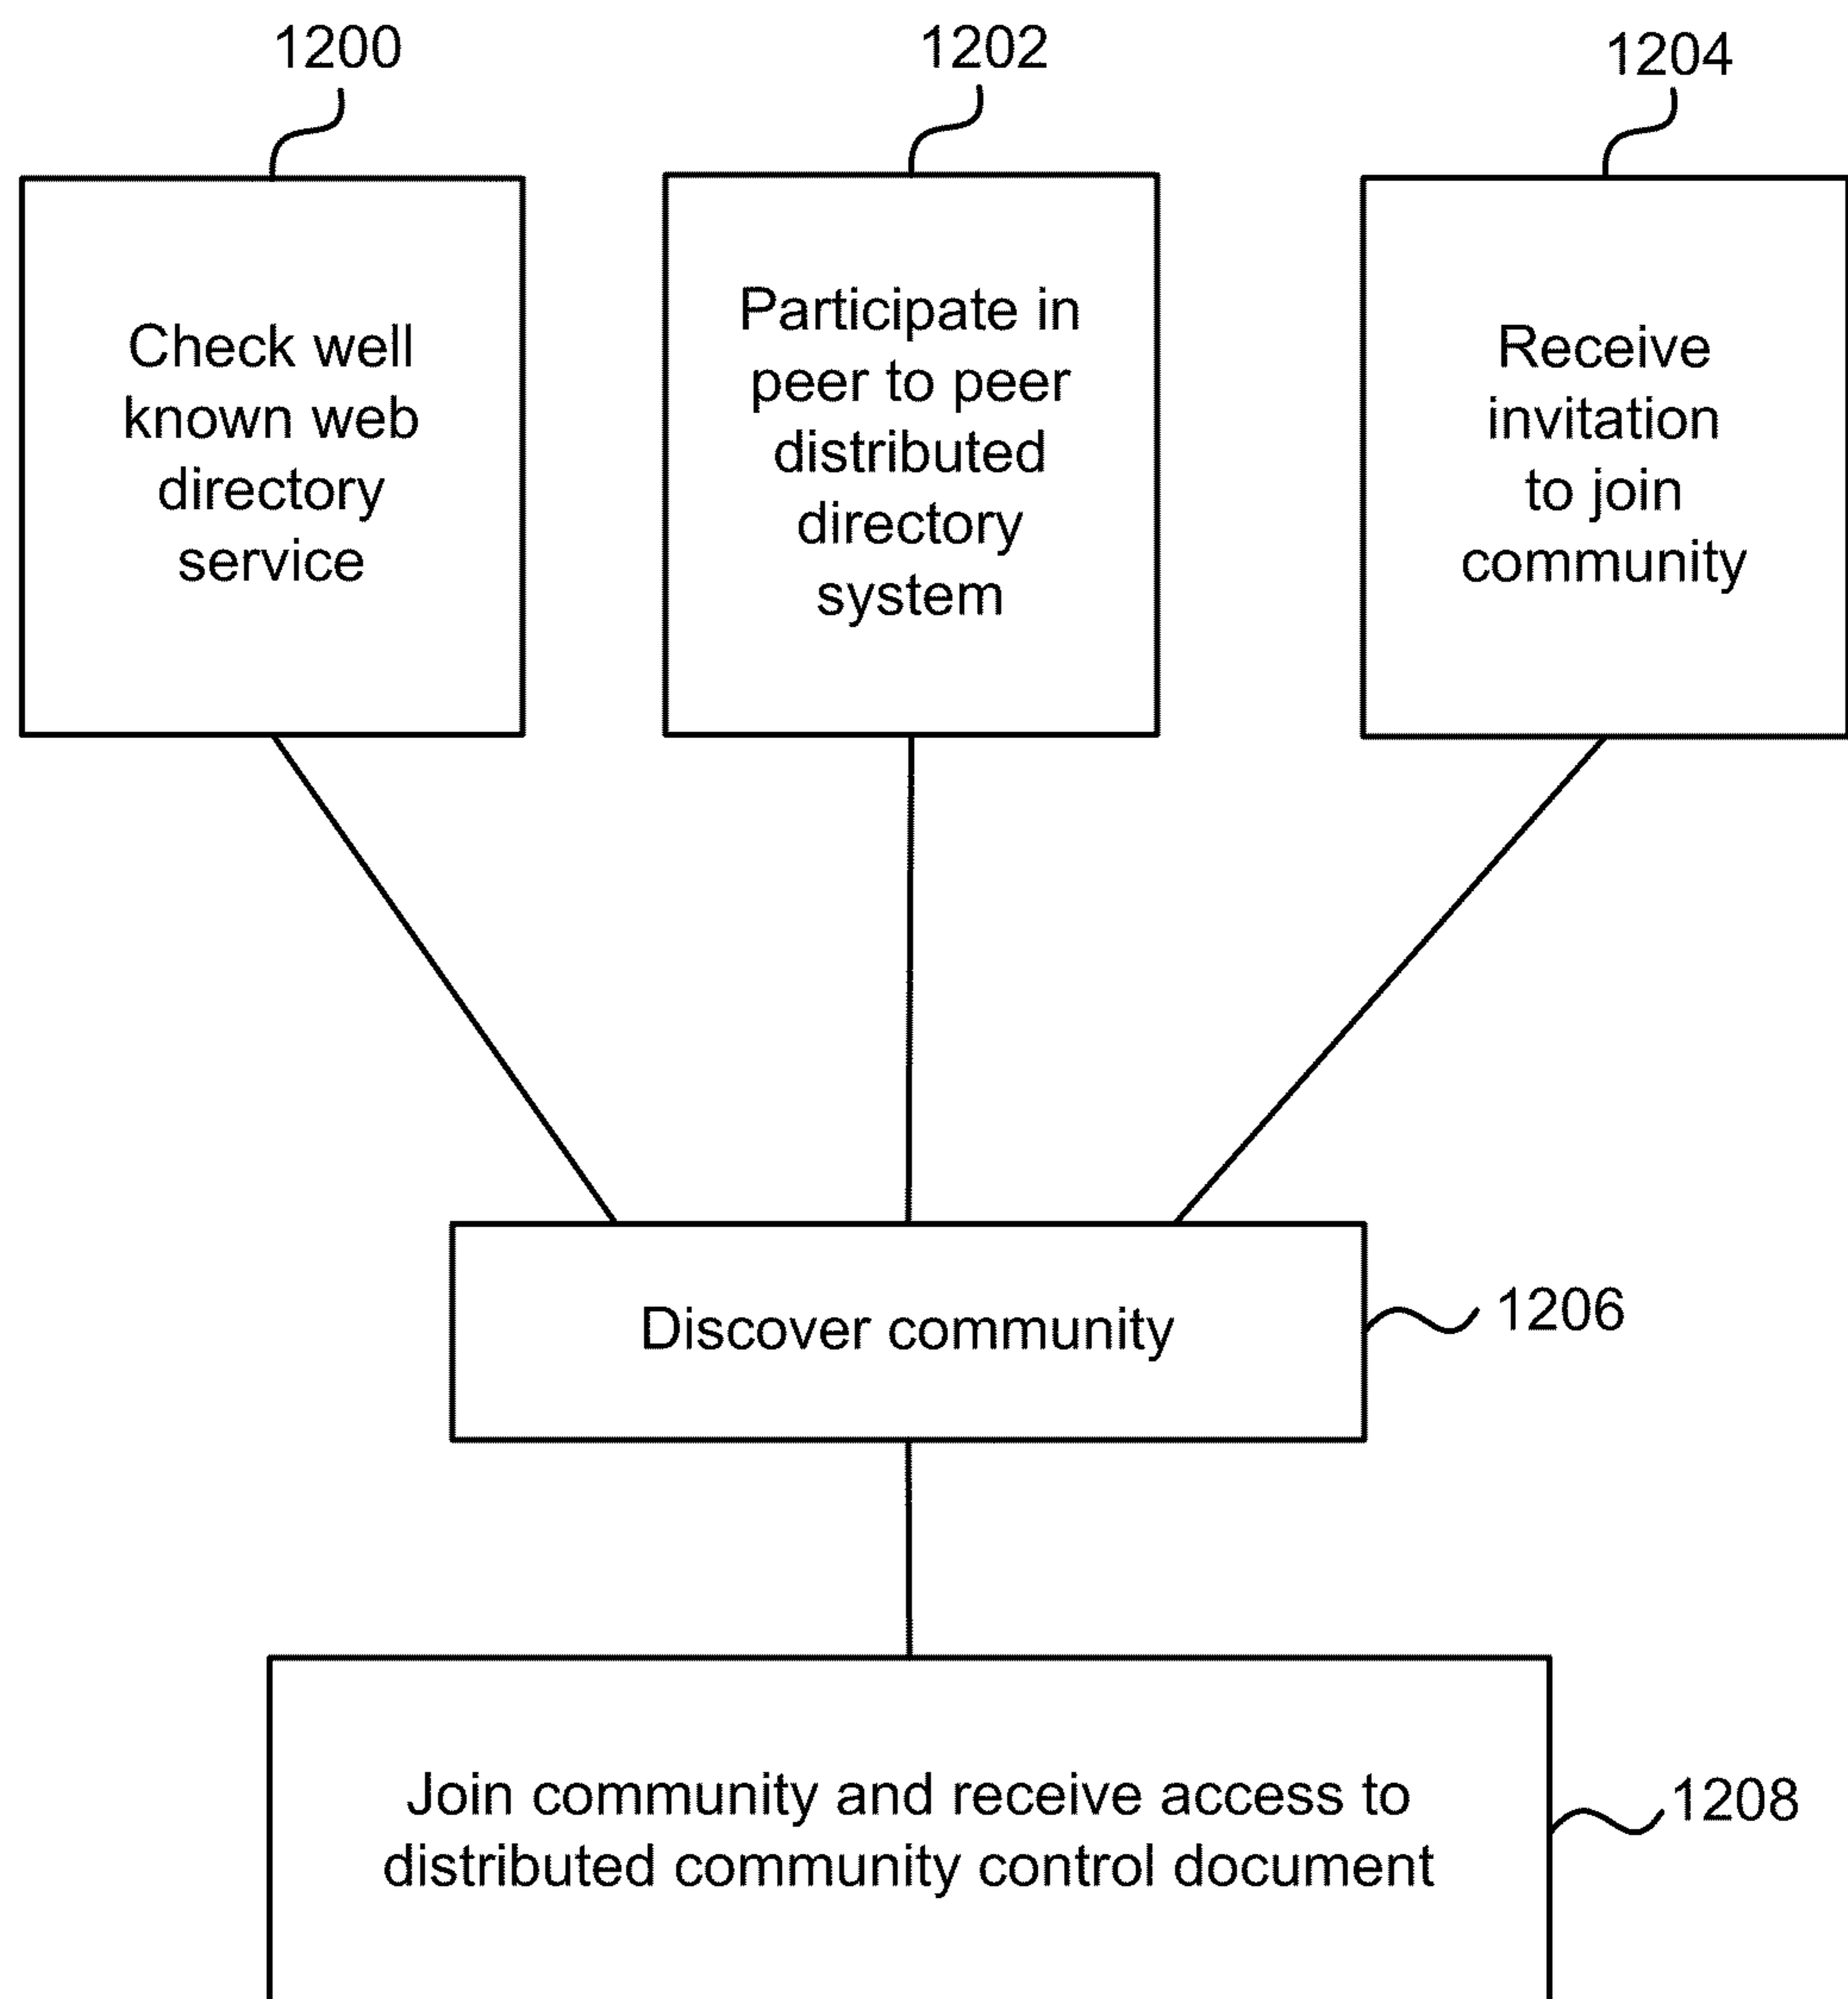 1200
1202
1204
Check well
known web
directory
service
Participate in
peer to peer
distributed
directory
system
Receive
invitation
to join
community
Discover community
1206
Join community and receive access to
distributed community control document
1208